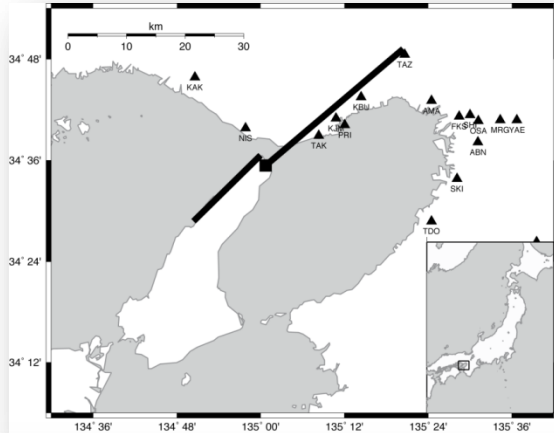 km
0 10 20 30
34˚ 48'
34˚ 36'
34˚ 24'
34˚ 12'
TAZ
KAK
KBU
AMA
NIS
KJM
PRI
TAK
FKS
SHI
OSA
MRG
YAE
ABN
SKI
TDO
134˚ 36' 134˚ 48' 135˚ 00' 135˚ 12' 135˚ 24' 135˚ 36'